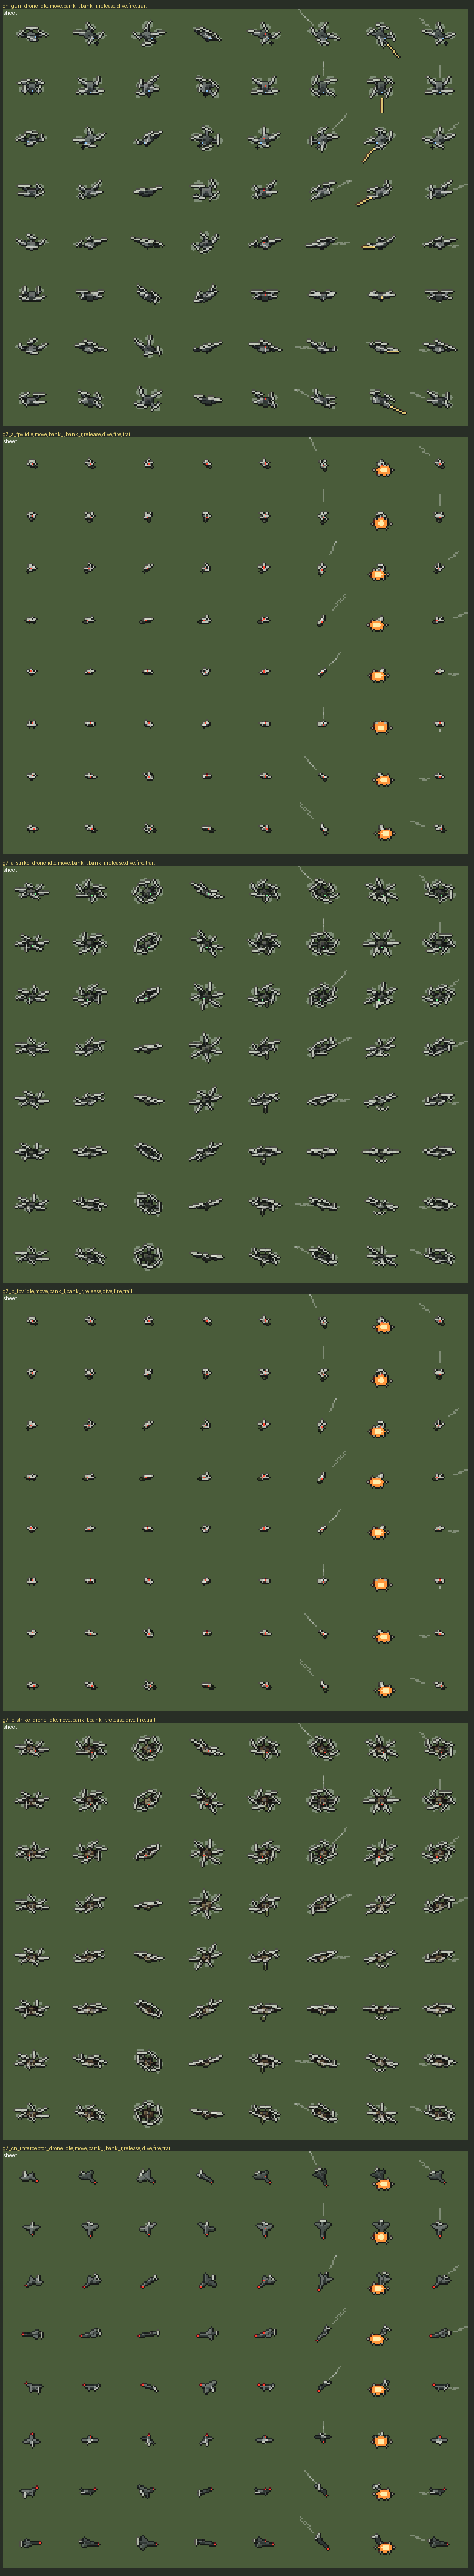 cn_gun_drone idle,move,bank_l,bank_r,release,dive,fire,trail
sheet
g7_a_fpv idle,move,bank_l,bank_r,release,dive,fire,trail
sheet
g7_a_strike_drone idle,move,bank_l,bank_r,release,dive,fire,trail
sheet
g7_b_fpv idle,move,bank_l,bank_r,release,dive,fire,trail
sheet
g7_b_strike_drone idle,move,bank_l,bank_r,release,dive,fire,trail
sheet
g7_cn_interceptor_drone idle,move,bank_l,bank_r,release,dive,fire,trail
sheet